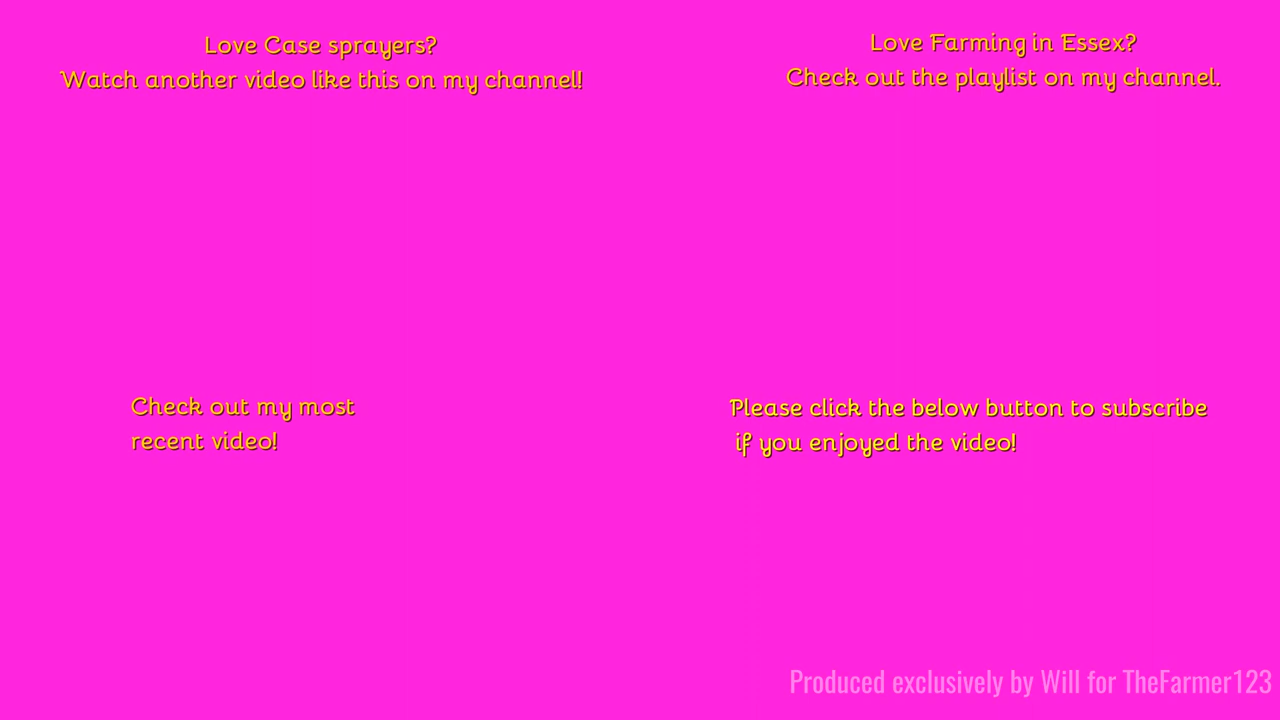 Love Case sprayers?
Watch another video like this on my channel!
Love Farming in Essex?
Check out the playlist on my channel.
Check out my most
recent video!
Please click the below button to subscribe
if you enjoyed the video!
Produced exclusively by Will for TheFarmer123